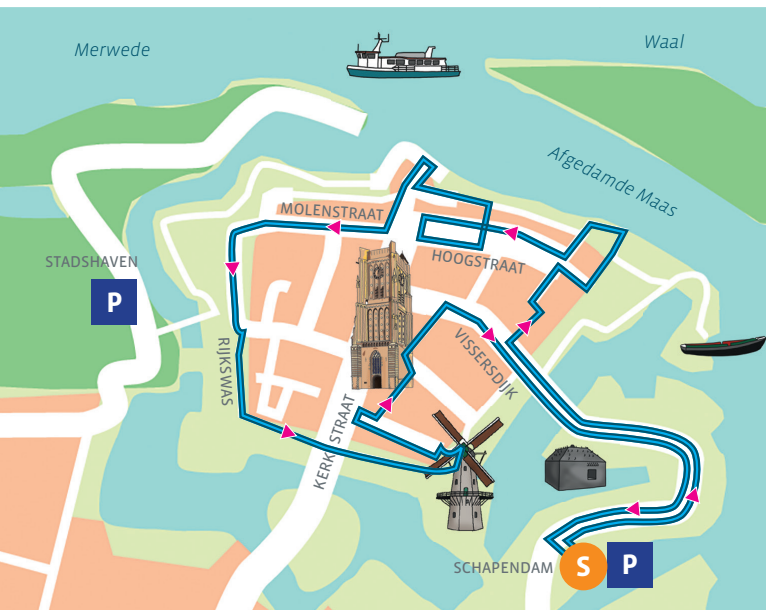 Merwede
Waal
Afgedamde Maas
MOLENSTRAAT
STADSHAVEN
P
HOOGSTRAAT
RIJKSWAS
VISSERSDIJK
KERKSTRAAT
SCHAPENDAM
S
P